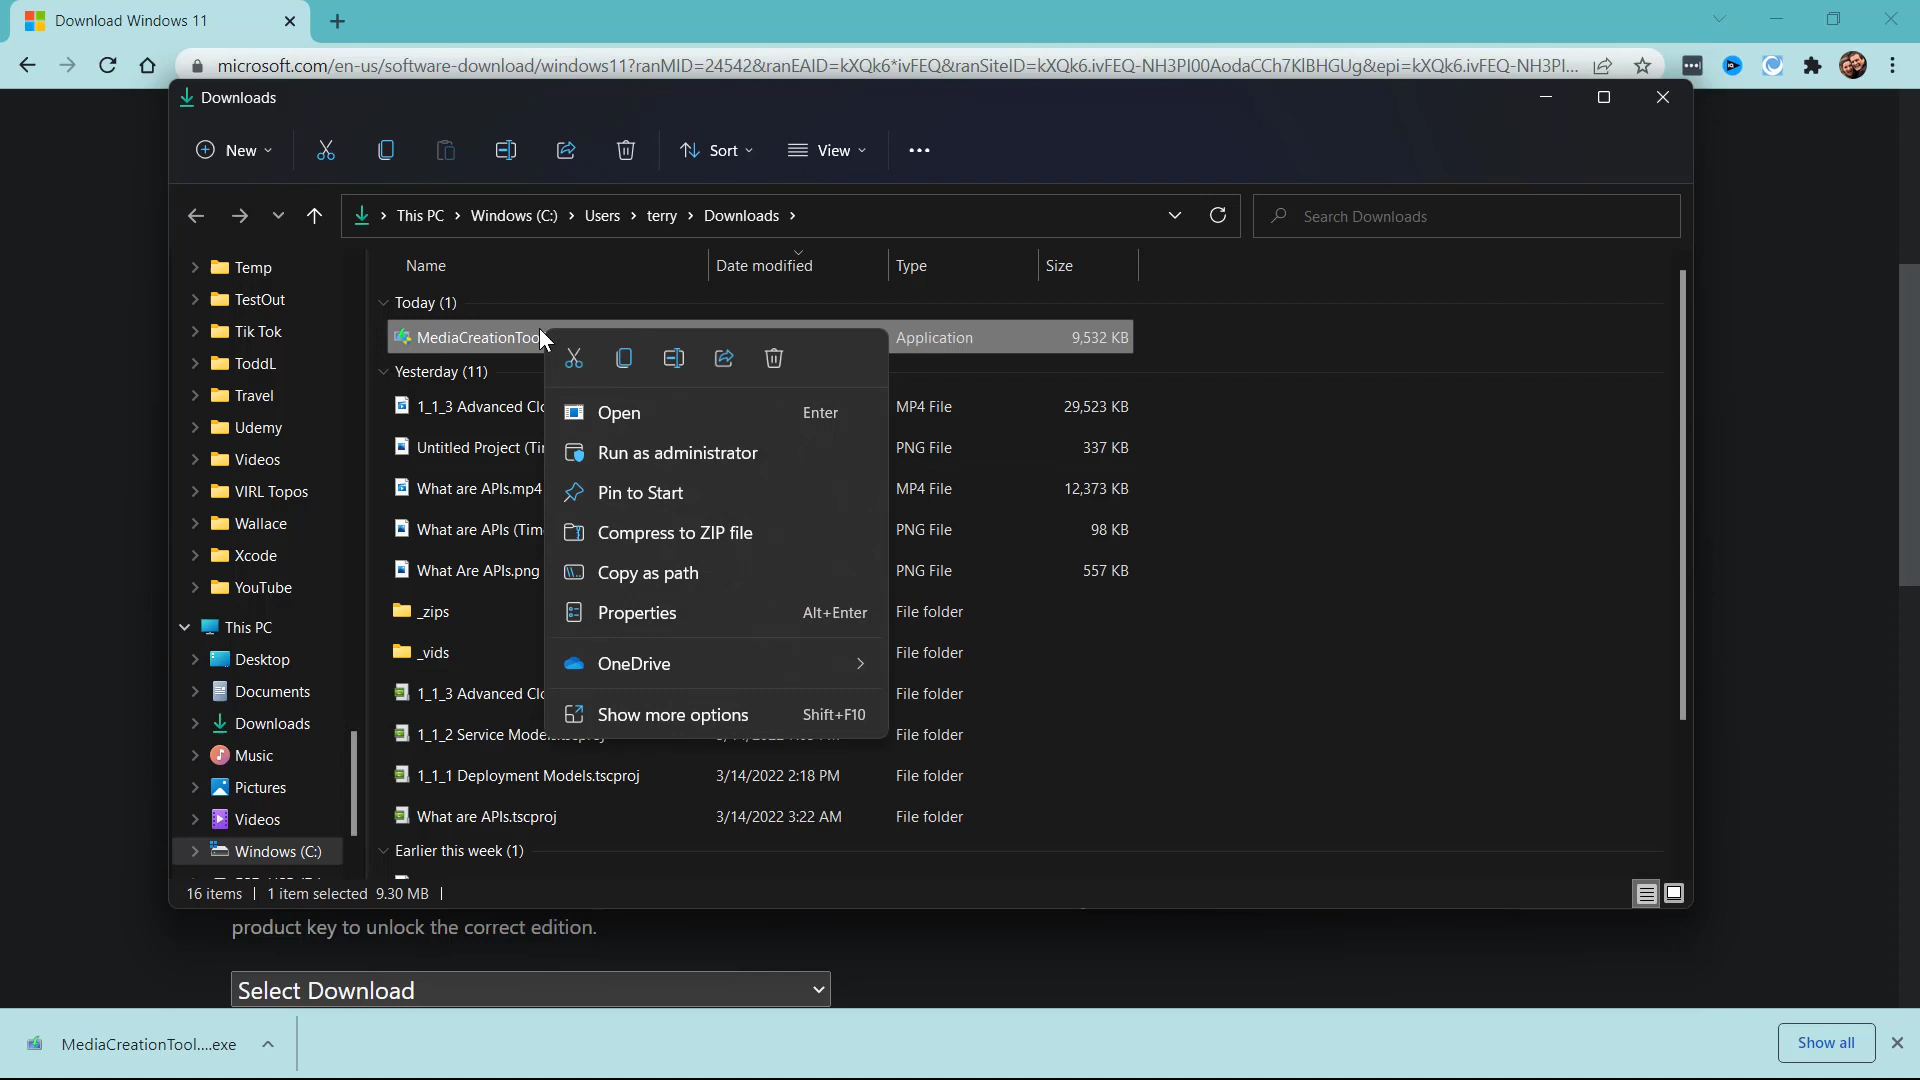 Download Windows 11
microsoft.com/en-us/software-download/windows11?ranMID=24542&ranEAID=kXQk6*ivFEQ&ranSiteID=kXQk6.ivFEQ-NH3PI00AodaCCh7KlBHGUg&epi=kXQk6.ivFEQ-NH3PI...
Downloads
New
Sort
View
This PC > Windows (C:) > Users > terry > Downloads >
Search Downloads
Name Date modified Type Size
Temp
TestOut
Tik Tok
ToddL
Travel
Udemy
Videos
VIRL Topos
Wallace
Xcode
YouTube
This PC
Desktop
Documents
Downloads
Music
Pictures
Videos
Windows (C:)
Today (1)
MediaCreationToo Application 9,532 KB
Yesterday (11)
1_1_3 Advanced Clo MP4 File 29,523 KB
Untitled Project (Tir PNG File 337 KB
What are APIs.mp4 MP4 File 12,373 KB
What are APIs (Tim PNG File 98 KB
What Are APIs.png PNG File 557 KB
_zips File folder
_vids File folder
1_1_3 Advanced Clo File folder
1_1_2 Service File folder
1_1_1 Deployment Models.tscproj 3/14/2022 2:18 PM File folder
What are APIs.tscproj 3/14/2022 3:22 AM File folder
Earlier this week (1)
Open Enter
Run as administrator
Pin to Start
Compress to ZIP file
Copy as path
Properties Alt+Enter
OneDrive
Show more options Shift+F10
16 items 1 item selected 9.30 MB
product key to unlock the correct edition.
Select Download
MediaCreationTool....exe
Show all